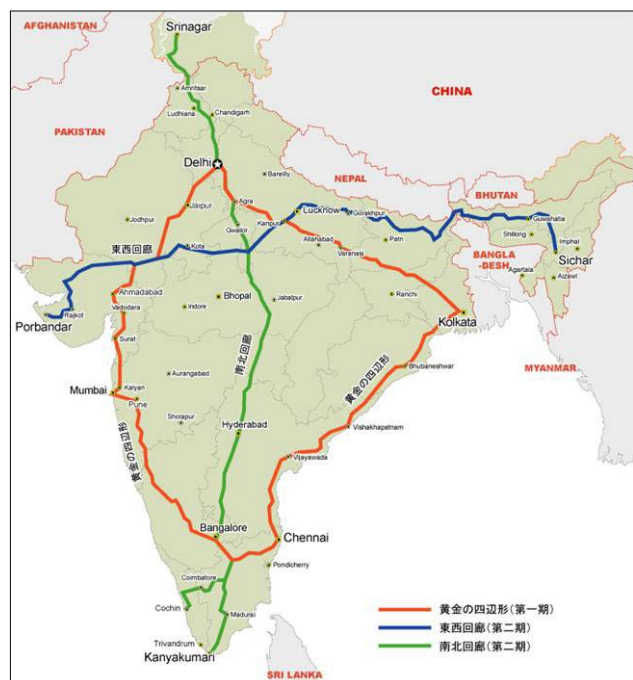 AFGHANISTAN
Srinagar
Amritsar
Ludhiana
Chandigarh
CHINA
PAKISTAN
Delhi
Bareilly
NEPAL
BHUTAN
Jaipur
Agra
Jodhpur
Lucknow
Gorakhpur
Kanpur
Guwahatia
Shillong
Imphal
Gwalior
東西回廊
Kota
Allahabad
Patn
Varanasi
BANGLA
-DESH
Sichar
Agertala
Aizawl
Ahmadabad
Bhopal
Jabalpur
Ranchi
Indore
Vadodara
Rajkot
Porbandar
Kolkata
Surat
南北回廊
黄金の四辺形
Bhubaneshwar
MYANMAR
Aurangabad
Mumbai
Kalyan
Pune
Sholapur
Hyderabad
Vishakhapatnam
黄金の四辺形
Vijayawada
Bangalore
Chennai
Pondicherry
Coimbatore
Cochin
Madurai
黄金の四辺形(第一期)
東西回廊(第二期)
南北回廊(第二期)
Trivandrum
Kanyakumari
SRI LANKA